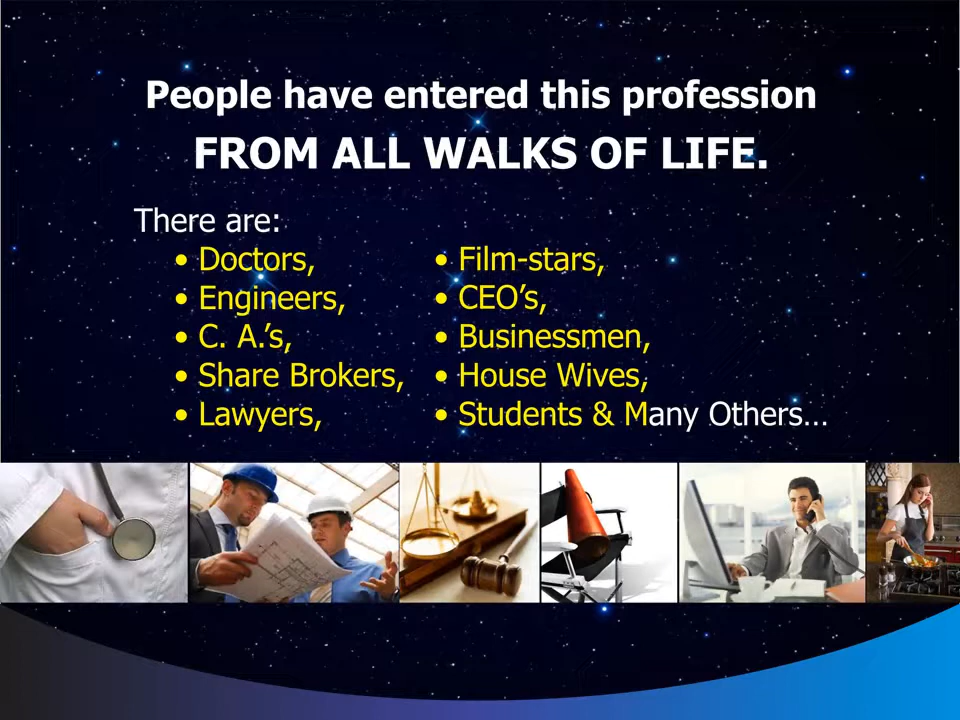 People have entered this profession
FROM ALL WALKS OF LIFE.
There are:
• Doctors,
• Engineers,
• C. A.’s,
• Share Brokers,
• Lawyers,
• Film-stars,
• CEO’s,
• Businessmen,
• House Wives,
• Students & Many Others…